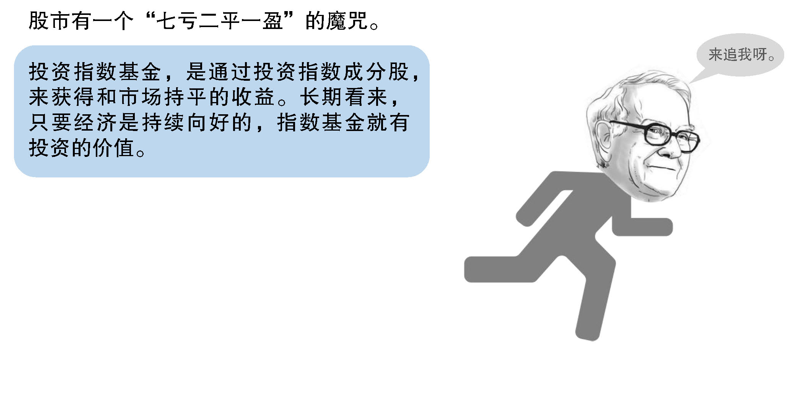 股市有一个“七亏二平一盈”的魔咒。
投资指数基金，是通过投资指数成分股，
来获得和市场持平的收益。长期看来，
只要经济是持续向好的，指数基金就有
投资的价值。
来追我呀。